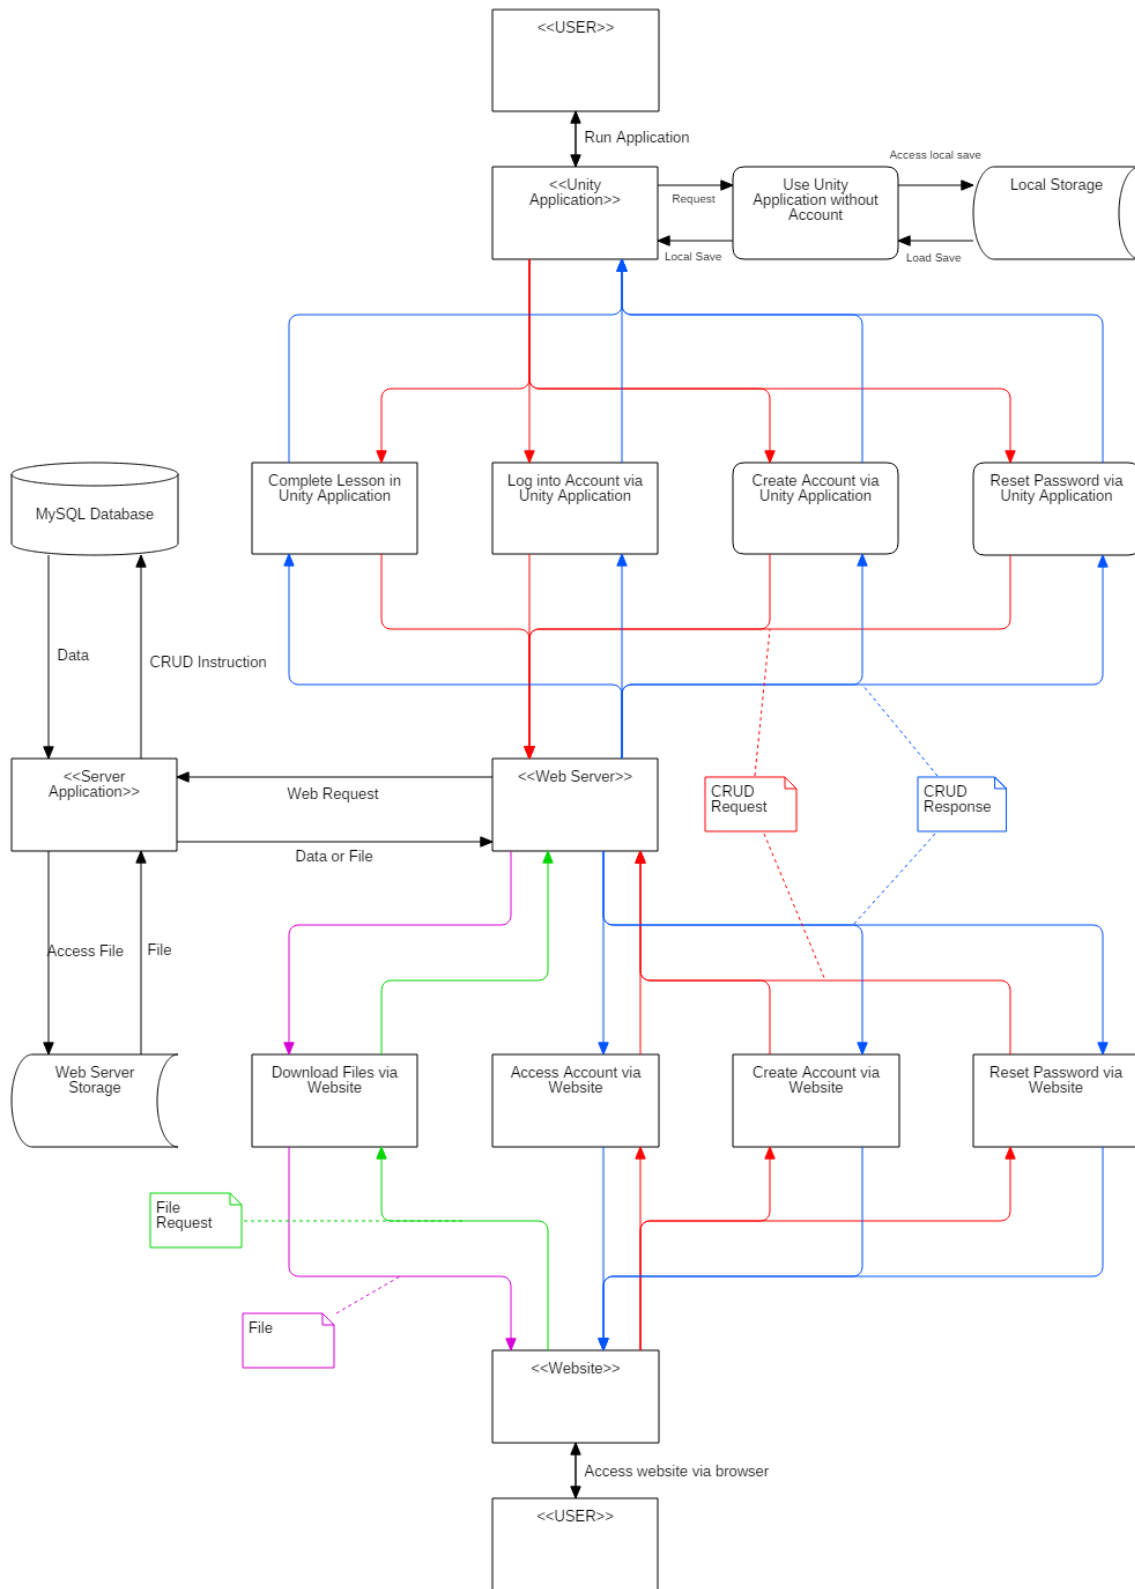 <<USER>>
Run Application
<<Unity
Application>>
Request
Local Save
Use Unity
Application without
Account
Access local save
Load Save
Local Storage
Complete Lesson in
Unity Application
Log into Account via
Unity Application
Create Account via
Unity Application
Reset Password via
Unity Application
MySQL Database
Data
CRUD Instruction
<<Server
Application>>
Web Request
Data or File
<<Web Server>>
CRUD
Request
CRUD
Response
Access File
File
Web Server
Storage
Download Files via
Website
Access Account via
Website
Create Account via
Website
Reset Password via
Website
File
Request
File
<<Website>>
Access website via browser
<<USER>>